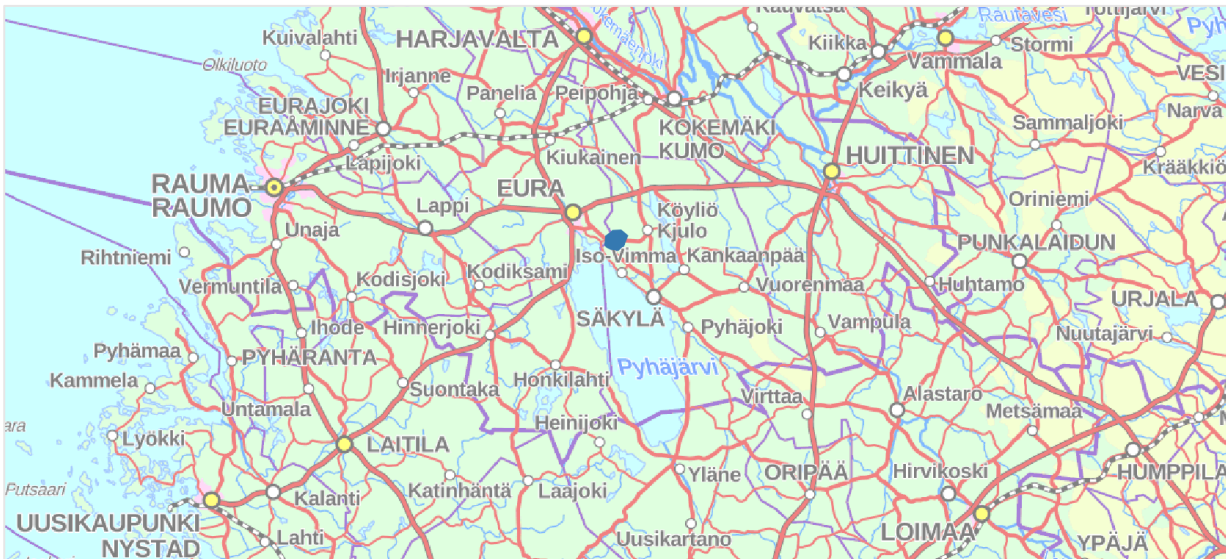 Kuivalahti
HARJAVALTA
Kokemäenjoki
Rauvatsa
Kiikka
Rautavesi
Tottijärvi
Stormi
Vammala
Olkiluoto
Irjanne
Panelia
Peipohja
Keikyä
VESI
Narva
EURAJOKI
EURAÅMINNE
KOKEMÄKI
KUMO
Sammaljoki
Lapijoki
Kiukainen
HUITTINEN
Krääkkiö
RAUMA
RAUMO
EURA
Lappi
Köyliö
Kjulo
Oriniemi
Unaja
PUNKALAIDUN
Rihtniemi
Iso-Vimma
Kankaanpää
Vermuntila
Kodisjoki
Kodiksami
Vuorenmaa
Huhtamo
URJALA
SÄKYLÄ
Ihode
Hinnerjoki
Pyhäjoki
Vampula
Nuutajärvi
Pyhämaa
PYHÄRANTA
Pyhäjärvi
Kammela
Suontaka
Honkilahti
Virttaa
Alastaro
Untamala
Metsämaa
Heinijoki
Lyökki
LAITILA
Yläne
ORIPÄÄ
Hirvikoski
HUMPPILA
Putsaari
Kalanti
Katinhäntä
Laajoki
UUSIKAUPUNKI
NYSTAD
Lahti
Uusikartano
LOIMAA
YPÄJÄ